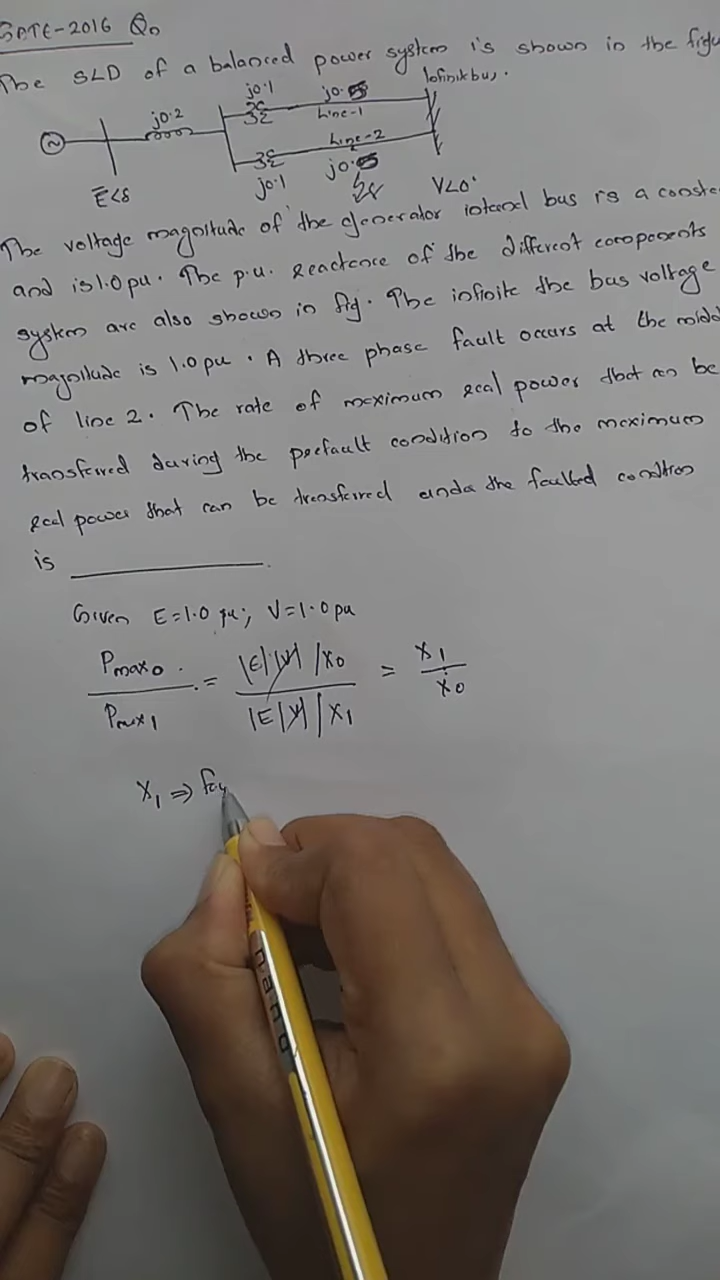 GATE-2016 Qn
The SLD of a balanced power system is shown in the figu
Infinite bus.
j0.1 j0.
j0.2
Line-1
Line-2
j0.1 j0.
E<δ
V<0°
The voltage magnitude of the generator internal bus is a consta
and is 1.0 pu. The p.u. reactance of the different components
system are also shown in fig. The infinite the bus voltage
magnitude is 1.0 pu. A three phase fault occurs at the midd
of line 2. The rate of maximum real power that can be
transferred during the prefault condition to the maximum
real power that can be transferred under the faulted condition
is
Given E=1.0 pu; V=1.0 pu
Pmax0 / Pmax1 = |E||V|/X0 / |E|V|/X1 = X1/X0
X1 ⇒ Fau